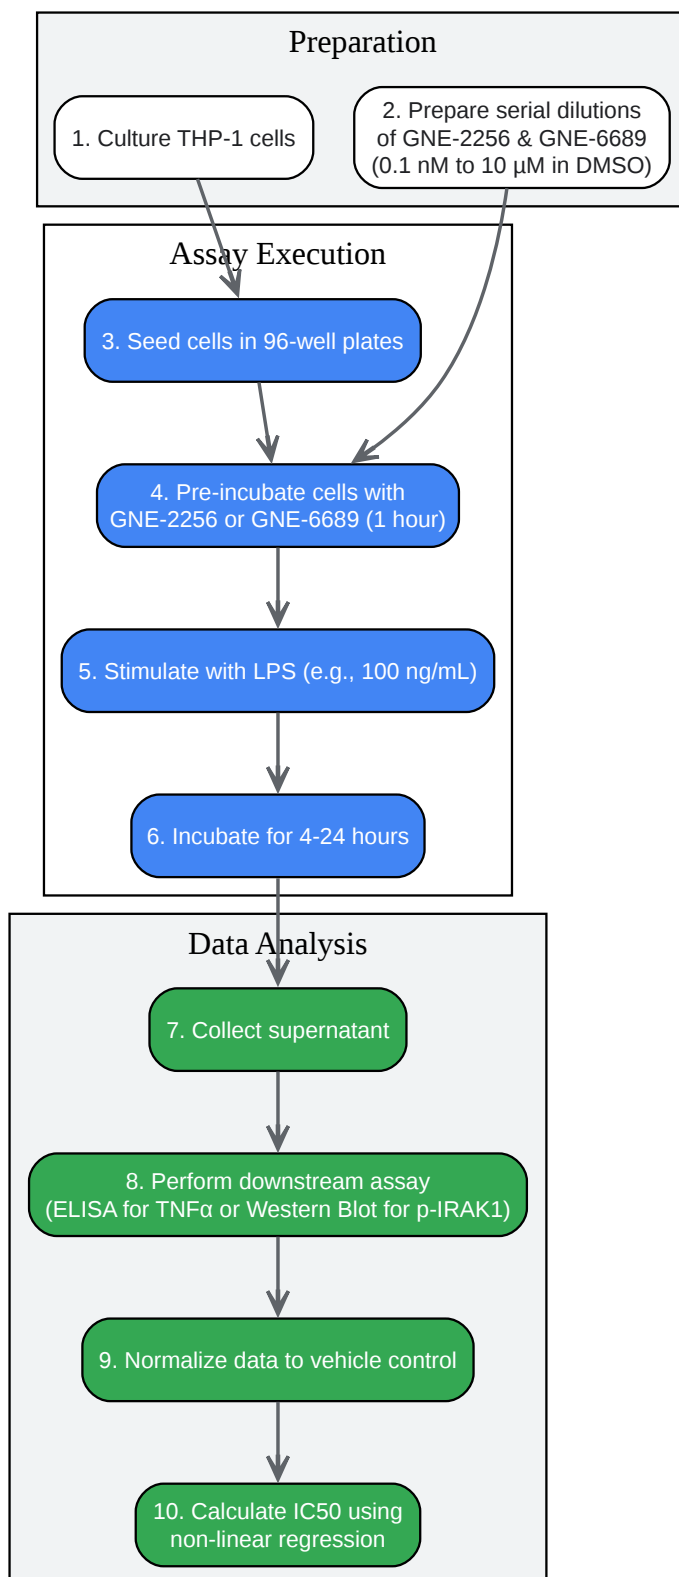 Preparation
1. Culture THP-1 cells
2. Prepare serial dilutions
of GNE-2256 & GNE-6689
(0.1 nM to 10 µM in DMSO)
Assay Execution
3. Seed cells in 96-well plates
4. Pre-incubate cells with
GNE-2256 or GNE-6689 (1 hour)
5. Stimulate with LPS (e.g., 100 ng/mL)
6. Incubate for 4-24 hours
Data Analysis
7. Collect supernatant
8. Perform downstream assay
(ELISA for TNFα or Western Blot for p-IRAK1)
9. Normalize data to vehicle control
10. Calculate IC50 using
non-linear regression